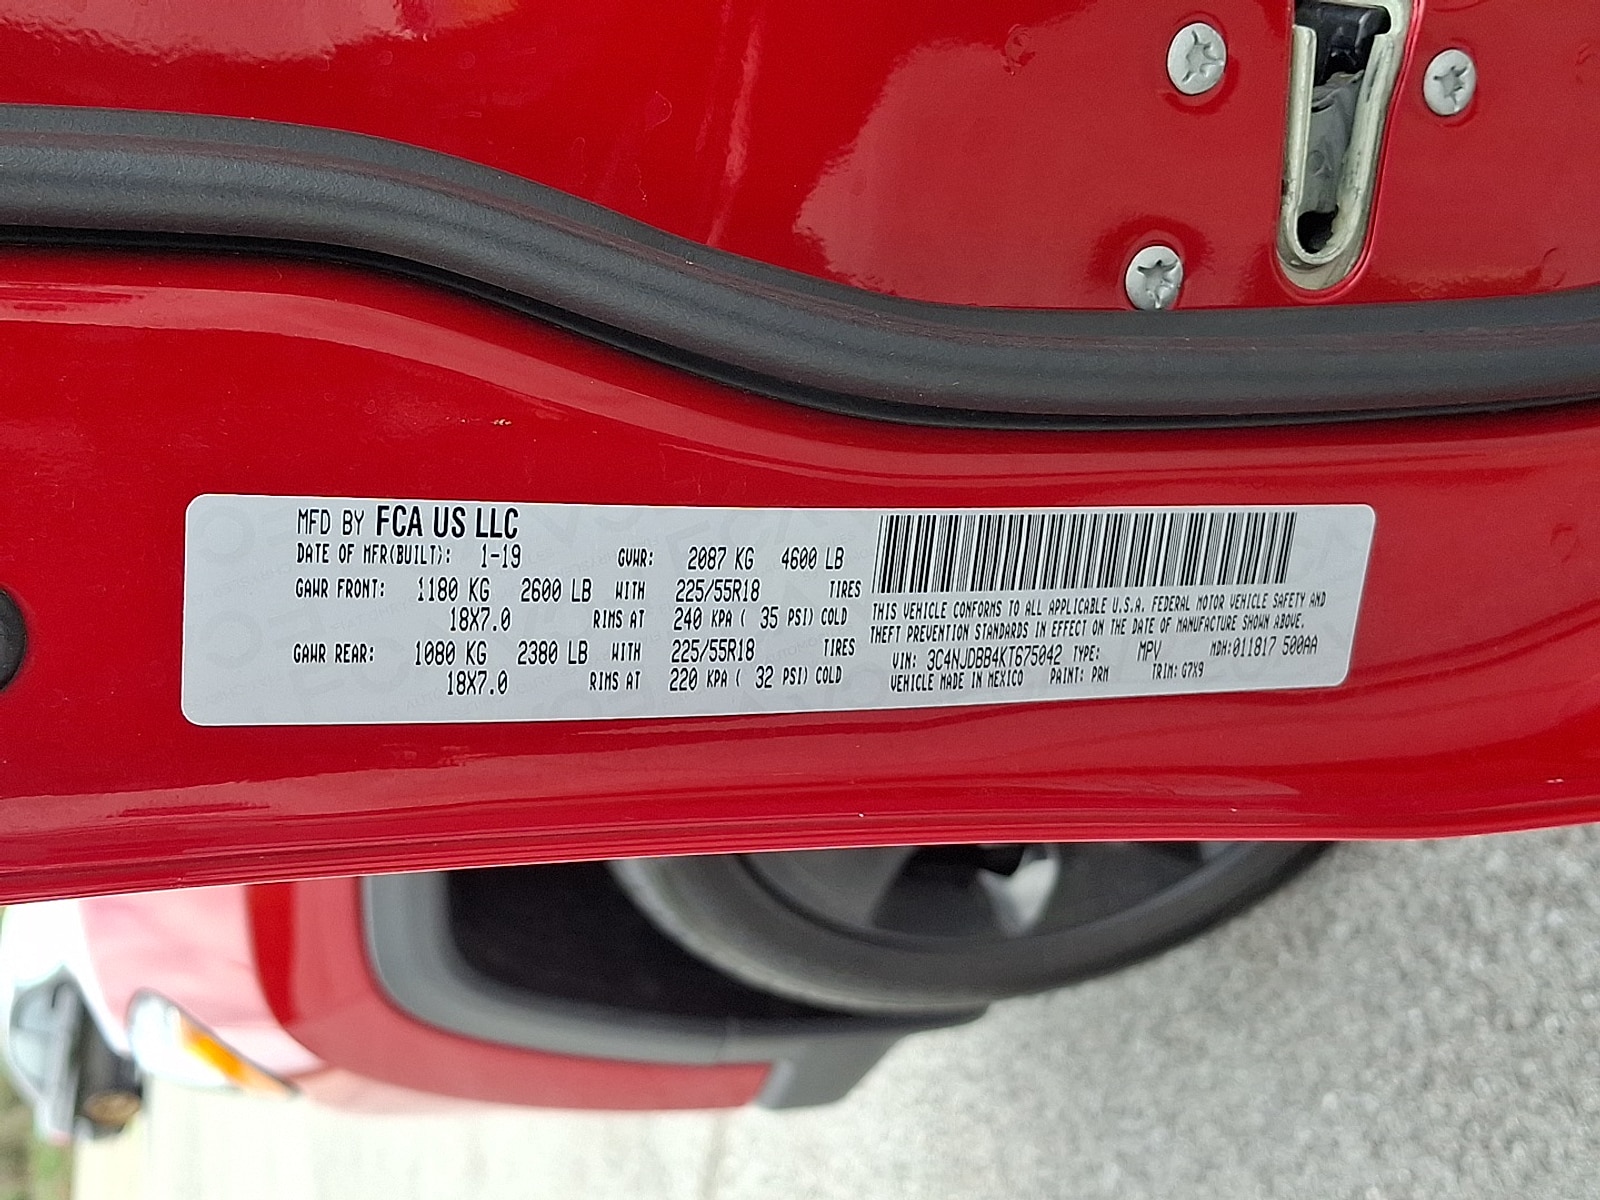 MFD BY FCA US LLC
DATE OF MFR(BUILT): 1-19 GVWR: 2087 KG 4600 LB
GAWR FRONT: 1180 KG 2600 LB WITH 225/55R18 TIRES
18X7.0 RIMS AT 240 KPA ( 35 PSI) COLD
GAWR REAR: 1080 KG 2380 LB WITH 225/55R18 TIRES
18X7.0 RIMS AT 220 KPA ( 32 PSI) COLD
THIS VEHICLE CONFORMS TO ALL APPLICABLE U.S.A. FEDERAL MOTOR VEHICLE SAFETY AND
THEFT PREVENTION STANDARDS IN EFFECT ON THE DATE OF MANUFACTURE SHOWN ABOVE.
VIN: 3C4NJDBB4KT675042 TYPE: MPV MDH:011817 500AA
VEHICLE MADE IN MEXICO PAINT: PRM TRIM: G7X9